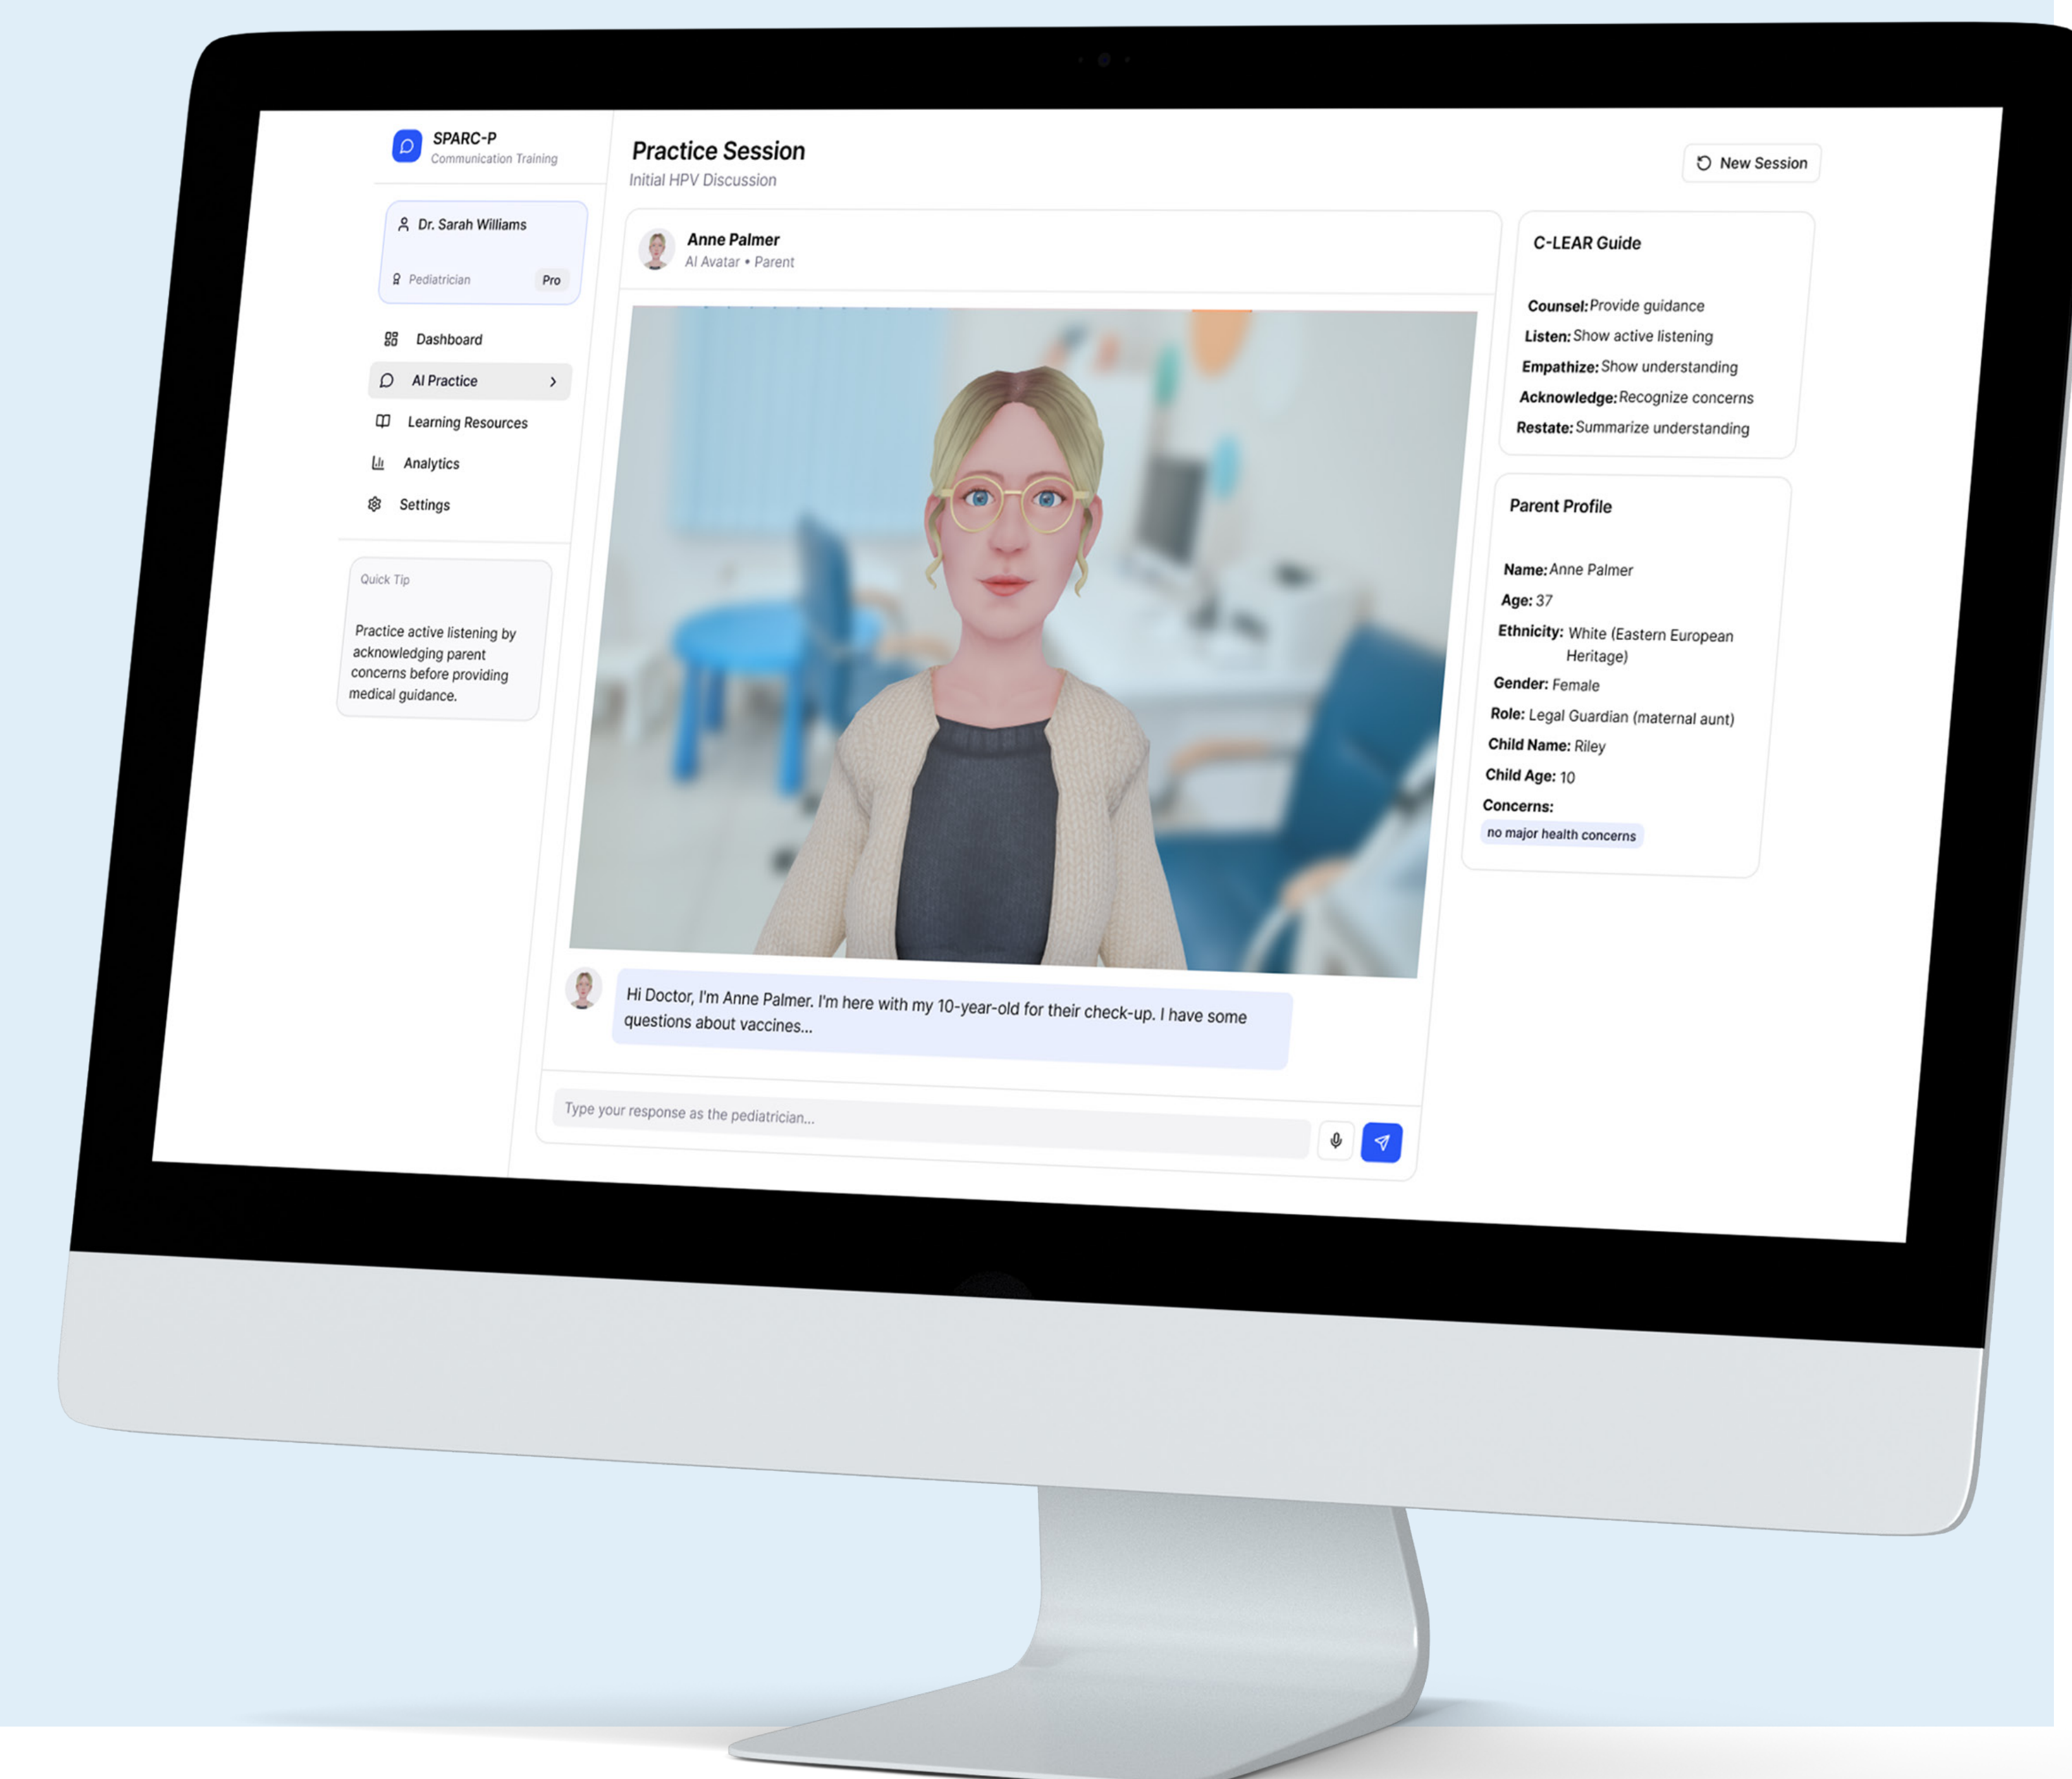 SPARC-P
Communication Training
Dr. Sarah Williams
Pediatrician
Pro
Dashboard
AI Practice
Learning Resources
Analytics
Settings
Quick Tip
Practice active listening by
acknowledging parent
concerns before providing
medical guidance.
Practice Session
Initial HPV Discussion
New Session
Anne Palmer
AI Avatar • Parent
Hi Doctor, I'm Anne Palmer. I'm here with my 10-year-old for their check-up. I have some
questions about vaccines...
Type your response as the pediatrician...
C-LEAR Guide
Counsel: Provide guidance
Listen: Show active listening
Empathize: Show understanding
Acknowledge: Recognize concerns
Restate: Summarize understanding
Parent Profile
Name: Anne Palmer
Age: 37
Ethnicity: White (Eastern European
Heritage)
Gender: Female
Role: Legal Guardian (maternal aunt)
Child Name: Riley
Child Age: 10
Concerns:
no major health concerns